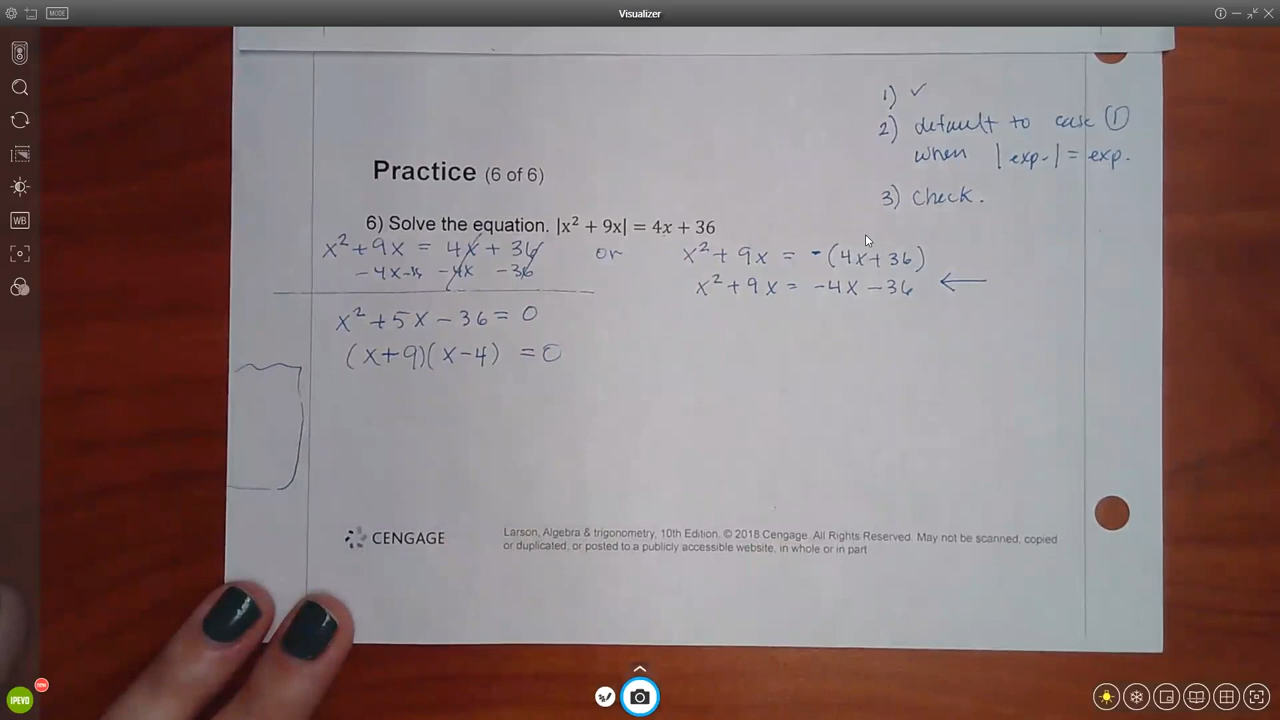 MODE
Visualizer
1) ✓
2) default to case ①
when |exp.| = exp.
3) Check.
Practice (6 of 6)
6) Solve the equation. |x² + 9x| = 4x + 36
x² + 9x = 4x + 36 or x² + 9x = -(4x + 36)
-4x -36 -4x -36 x² + 9x = -4x - 36 ←
x² + 5x - 36 = 0
(x+9)(x-4) = 0
CENGAGE
Larson, Algebra & trigonometry, 10th Edition. © 2018 Cengage. All Rights Reserved. May not be scanned, copied
or duplicated, or posted to a publicly accessible website, in whole or in part
WB
IPEVO
new